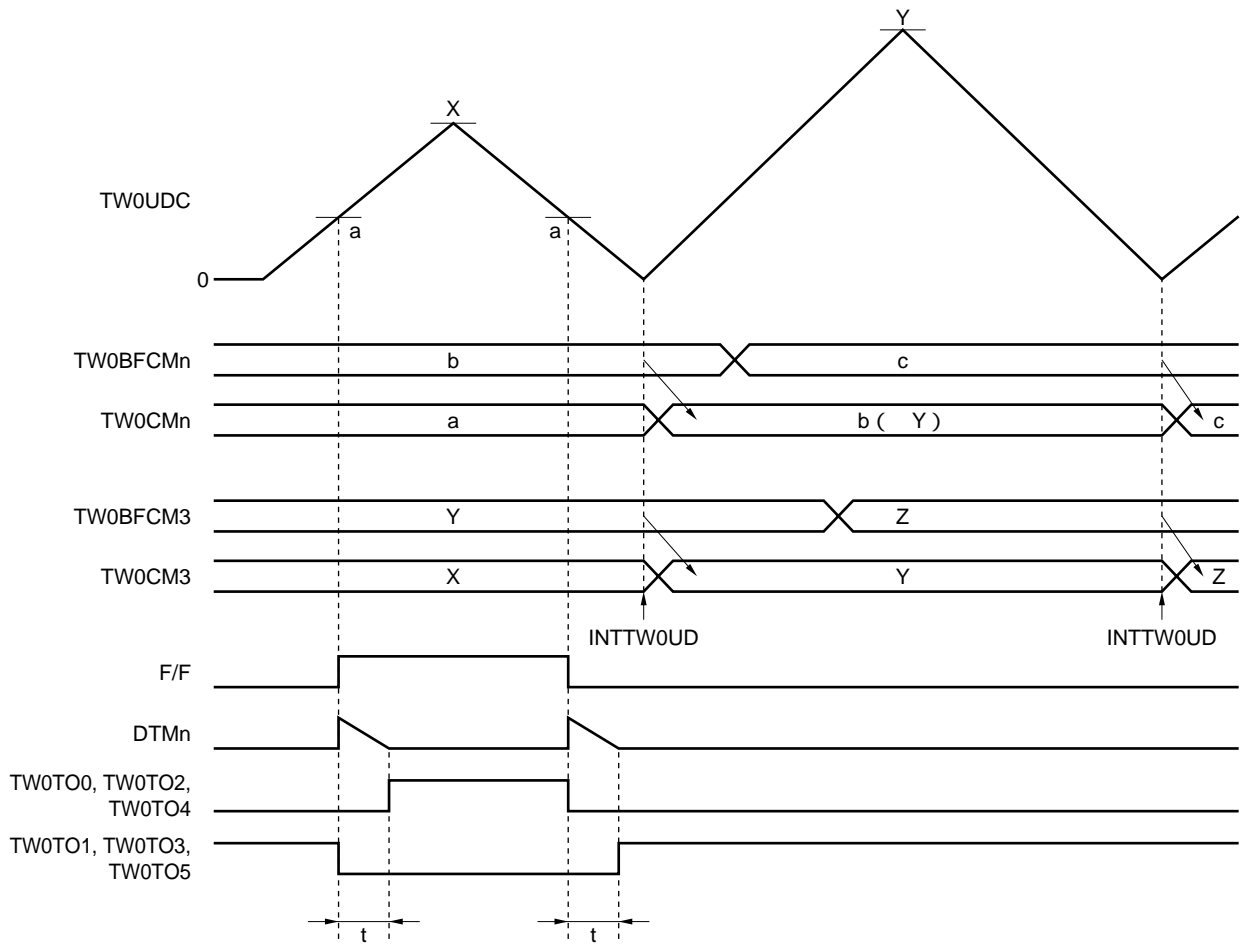 Y
X
TW0UDC
a
a
0
TW0BFCMn
b
c
TW0CMn
a
b ( Y )
c
TW0BFCM3
Y
Z
TW0CM3
X
Y
Z
INTTW0UD
INTTW0UD
F/F
DTMn
TW0TO0, TW0TO2,
TW0TO4
TW0TO1, TW0TO3,
TW0TO5
t
t